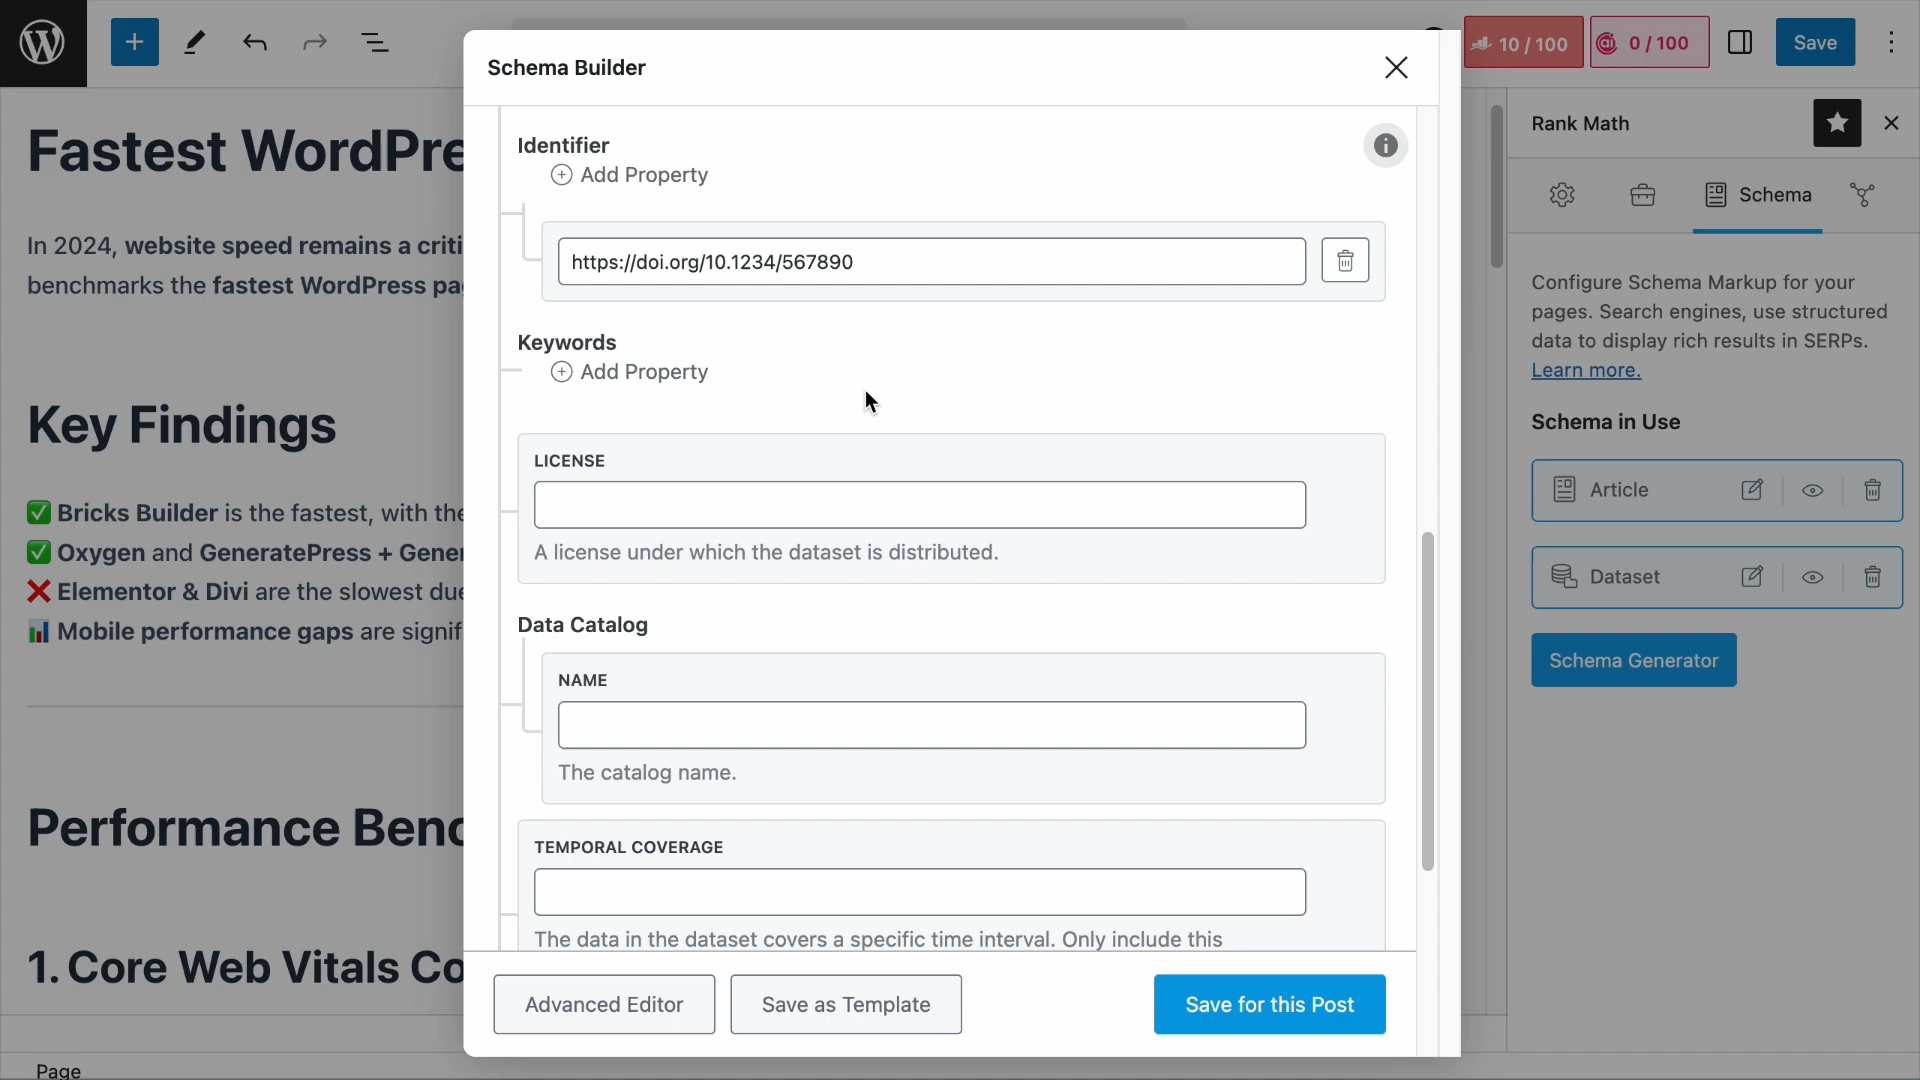 10 / 100
0 / 100
Save
Fastest WordPre
In 2024, website speed remains a criti
benchmarks the fastest WordPress pa
Key Findings
Bricks Builder is the fastest, with the
Oxygen and GeneratePress + Gener
Elementor & Divi are the slowest due
Mobile performance gaps are signif
Performance Benc
1. Core Web Vitals Co
Page
Schema Builder
Identifier
Add Property
https://doi.org/10.1234/567890
Keywords
Add Property
LICENSE
A license under which the dataset is distributed.
Data Catalog
NAME
The catalog name.
TEMPORAL COVERAGE
The data in the dataset covers a specific time interval. Only include this
Advanced Editor
Save as Template
Save for this Post
Rank Math
Schema
Configure Schema Markup for your
pages. Search engines, use structured
data to display rich results in SERPs.
Learn more.
Schema in Use
Article
Dataset
Schema Generator